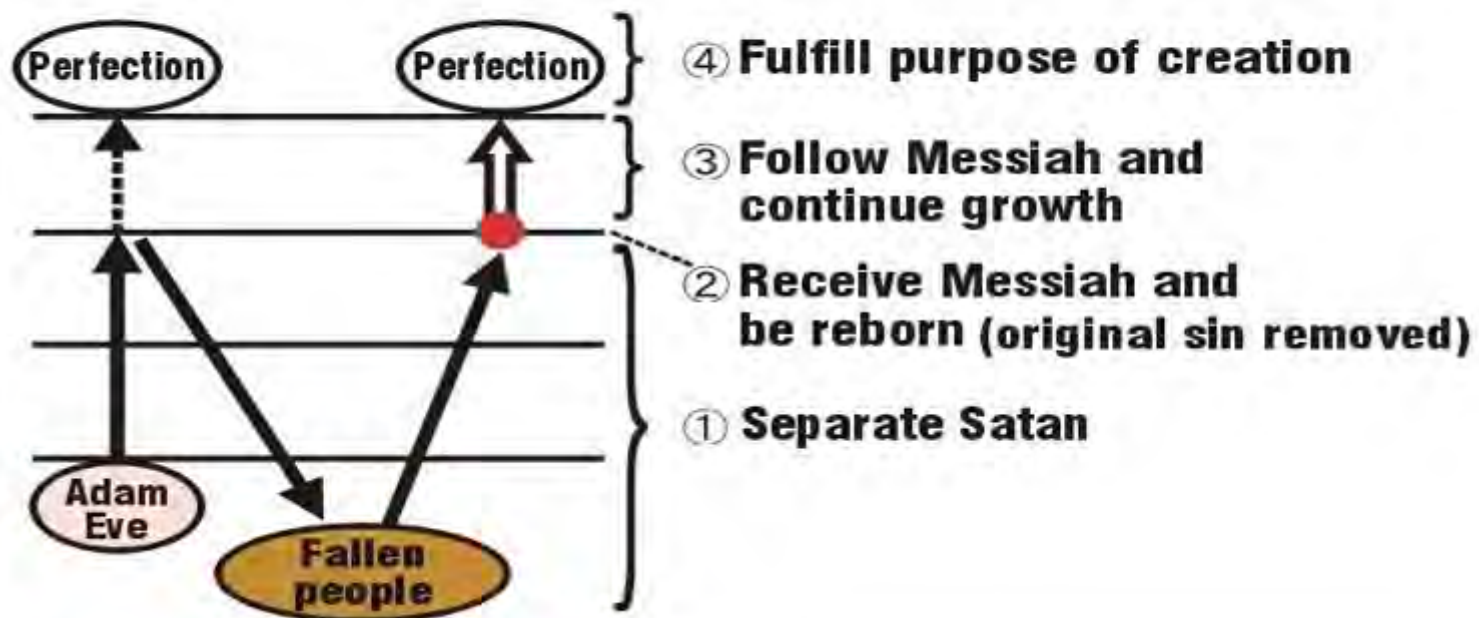 Perfection
Perfection
④ Fulfill purpose of creation
③ Follow Messiah and
continue growth
② Receive Messiah and
be reborn (original sin removed)
① Separate Satan
Adam
Eve
Fallen
people